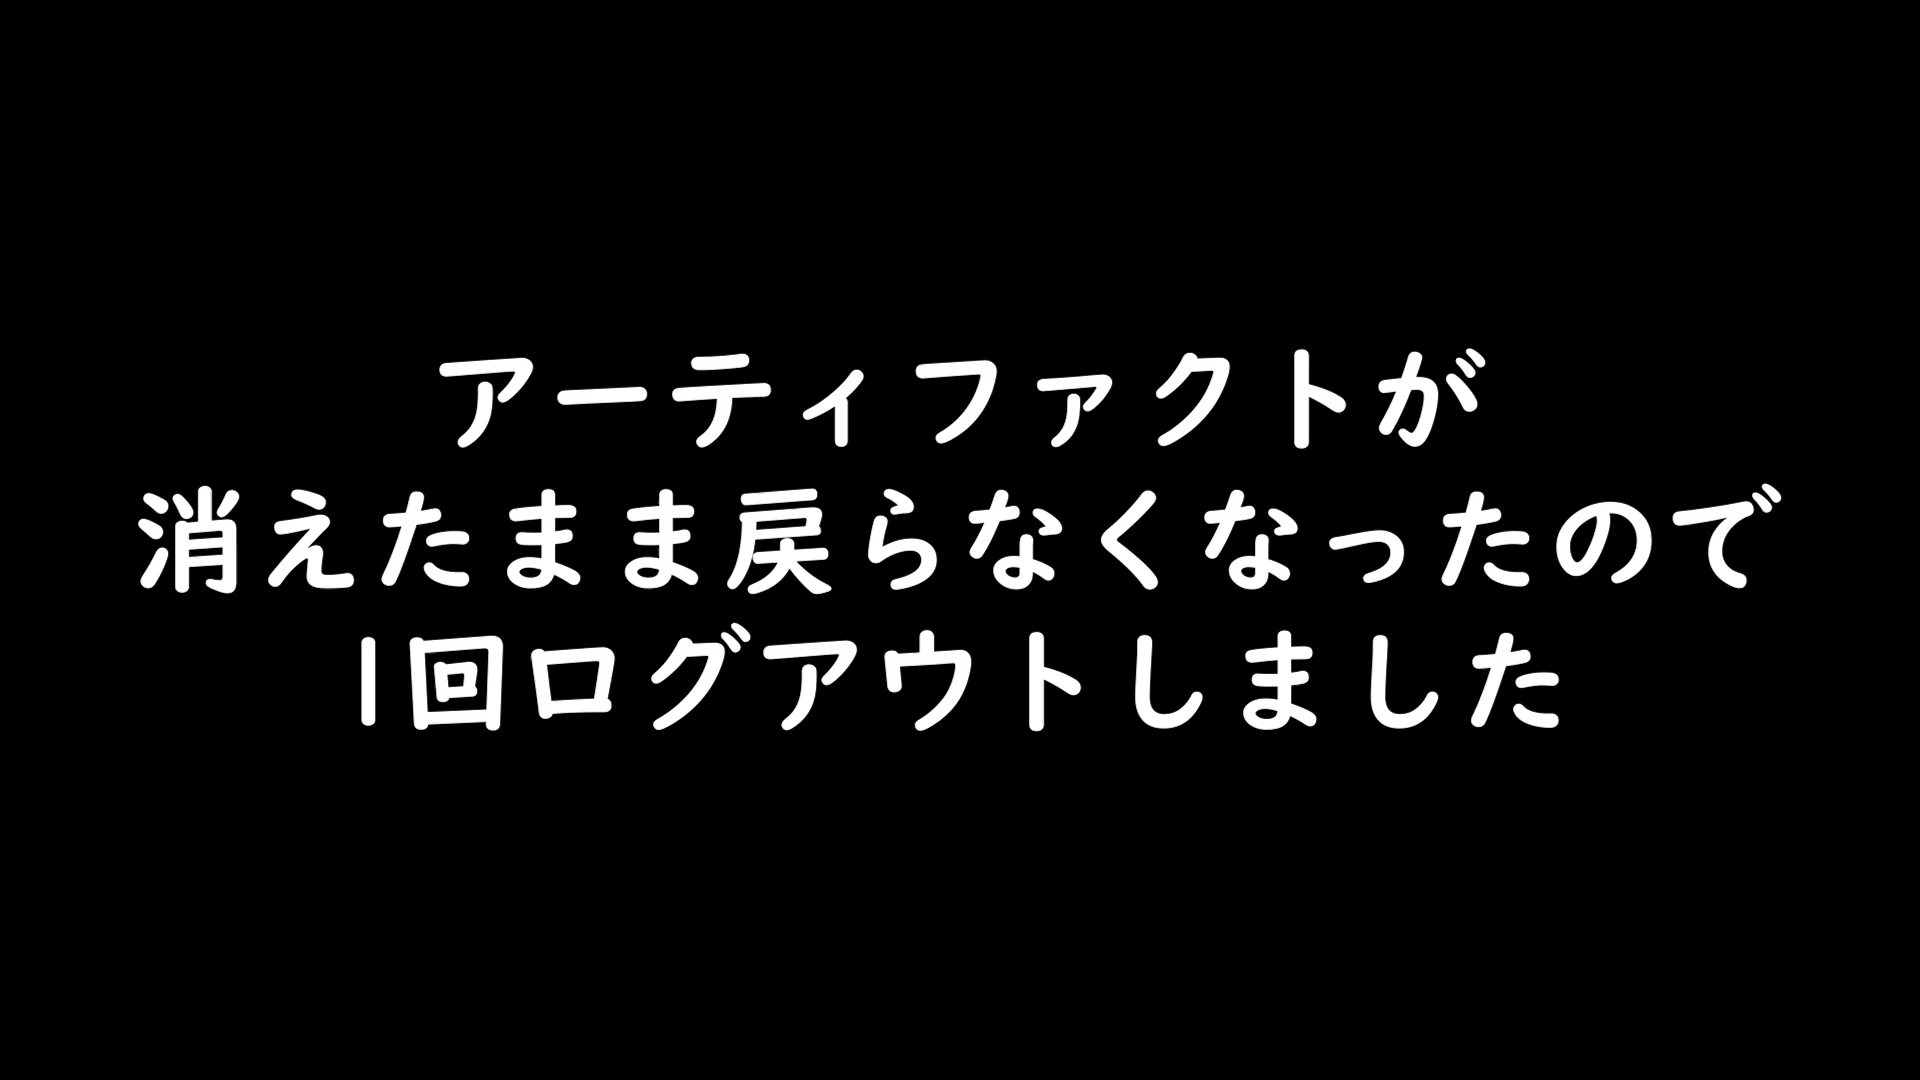 アーティファクトが
消えたまま戻らなくなったので
1回ログアウトしました